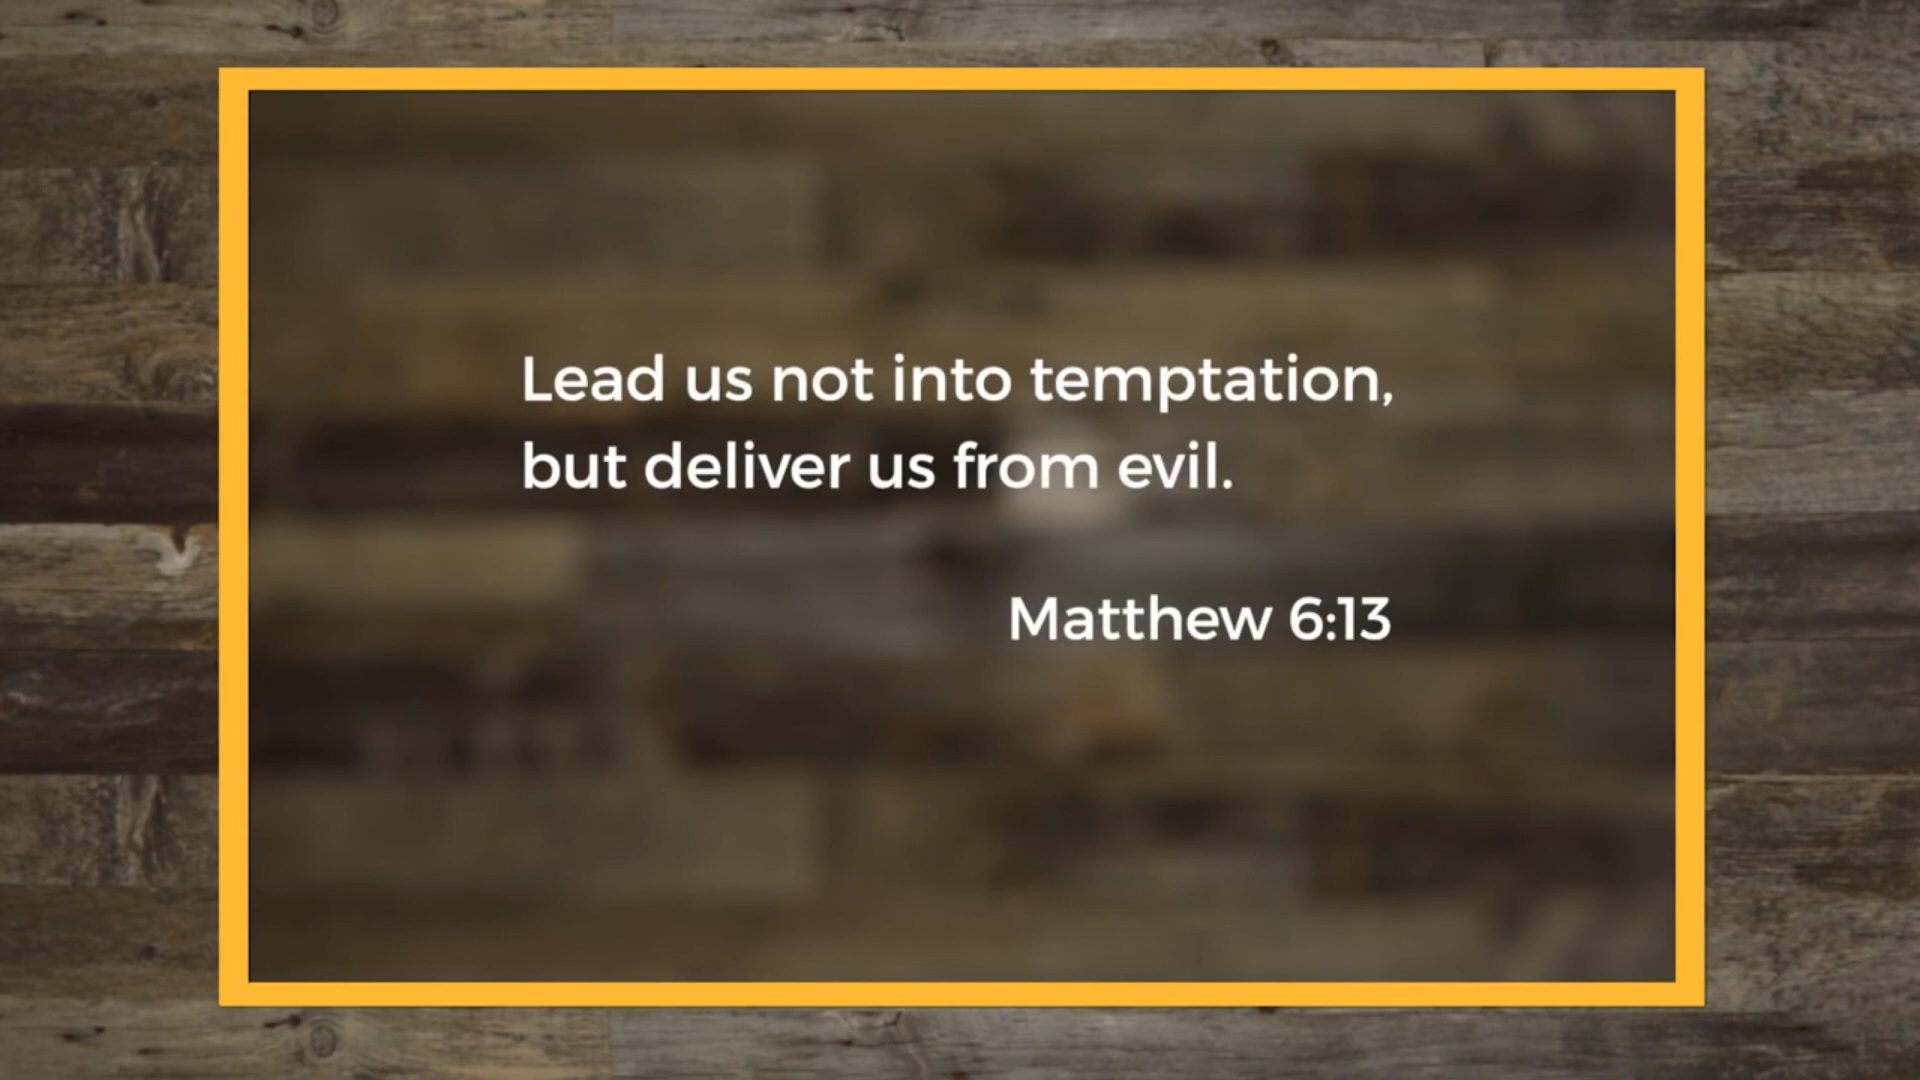 Lead us not into temptation,
but deliver us from evil.
Matthew 6:13